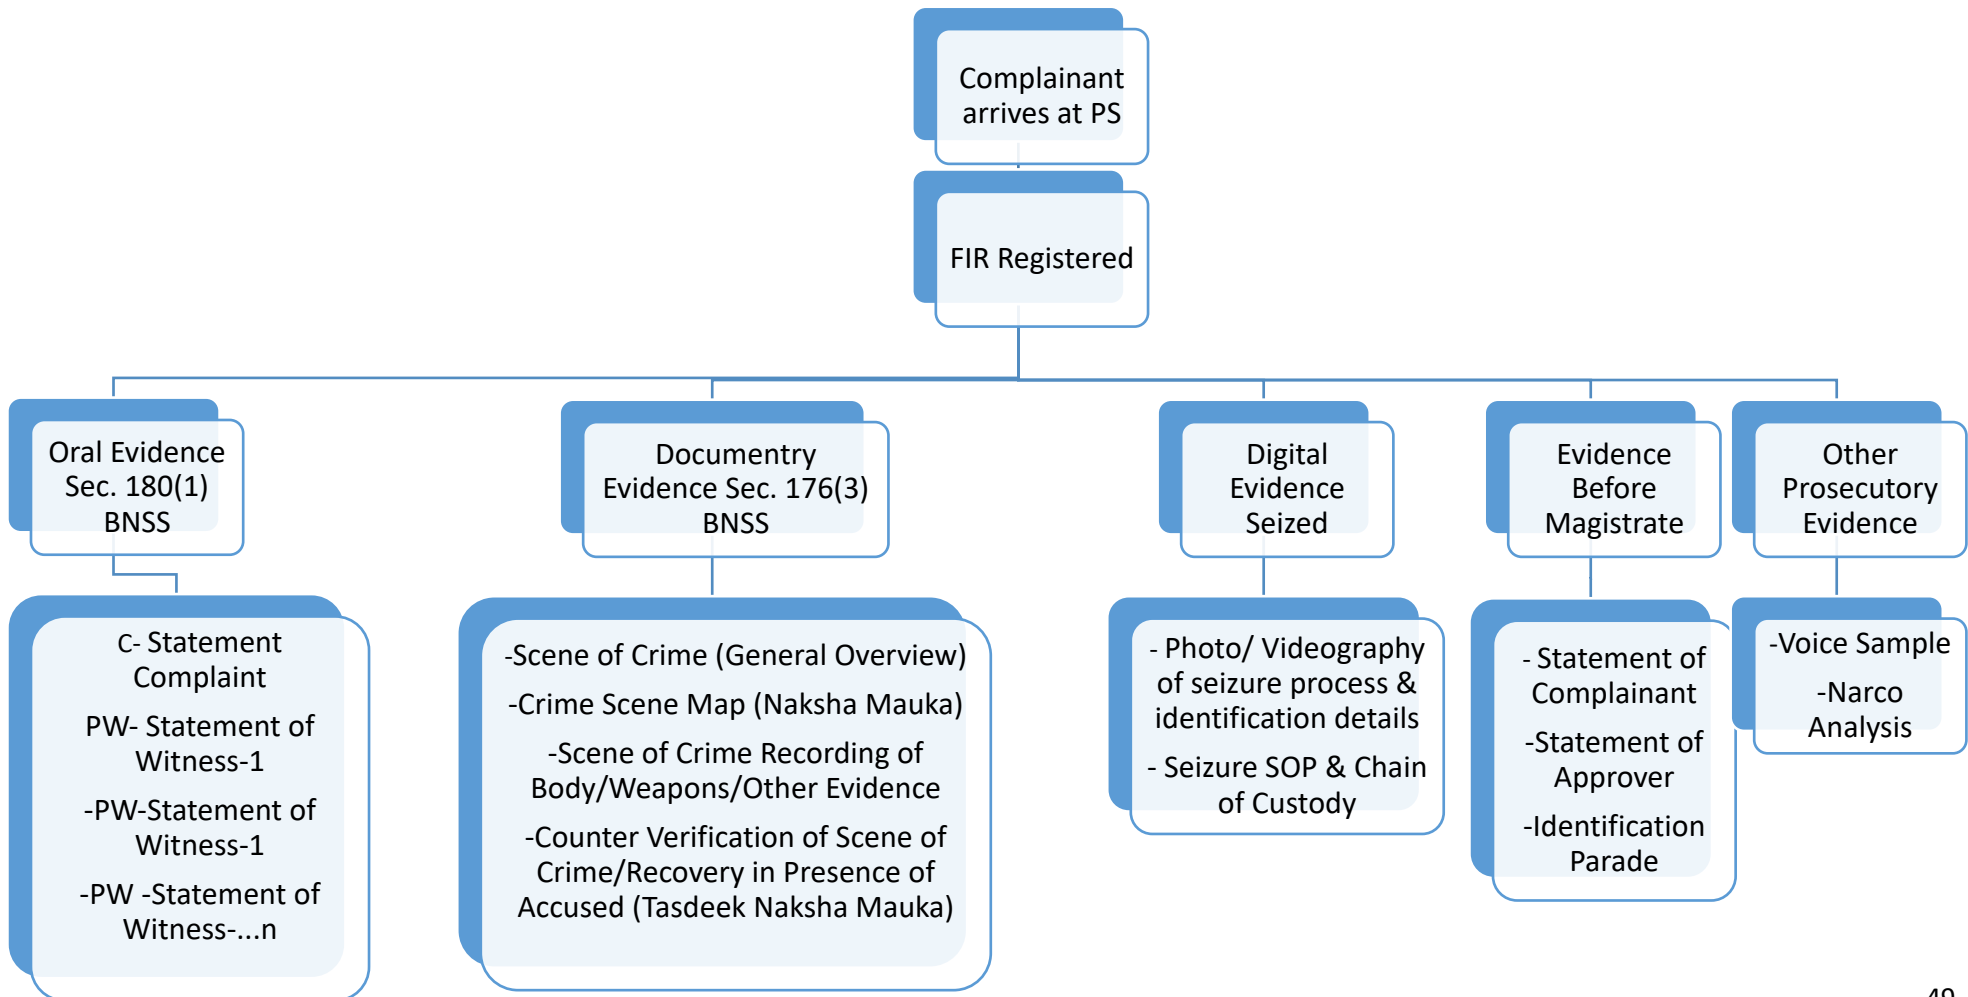 Complainant
arrives at PS
FIR Registered
Oral Evidence
Sec. 180(1)
BNSS
Documentry
Evidence Sec. 176(3)
BNSS
Digital
Evidence
Seized
Evidence
Before
Magistrate
Other
Prosecutory
Evidence
C- Statement
Complaint
PW- Statement of
Witness-1
-PW-Statement of
Witness-1
-PW -Statement of
Witness-...n
-Scene of Crime (General Overview)
-Crime Scene Map (Naksha Mauka)
-Scene of Crime Recording of
Body/Weapons/Other Evidence
-Counter Verification of Scene of
Crime/Recovery in Presence of
Accused (Tasdeek Naksha Mauka)
- Photo/ Videography
of seizure process &
identification details
- Seizure SOP & Chain
of Custody
- Statement of
Complainant
-Statement of
Approver
-Identification
Parade
-Voice Sample
-Narco
Analysis
49